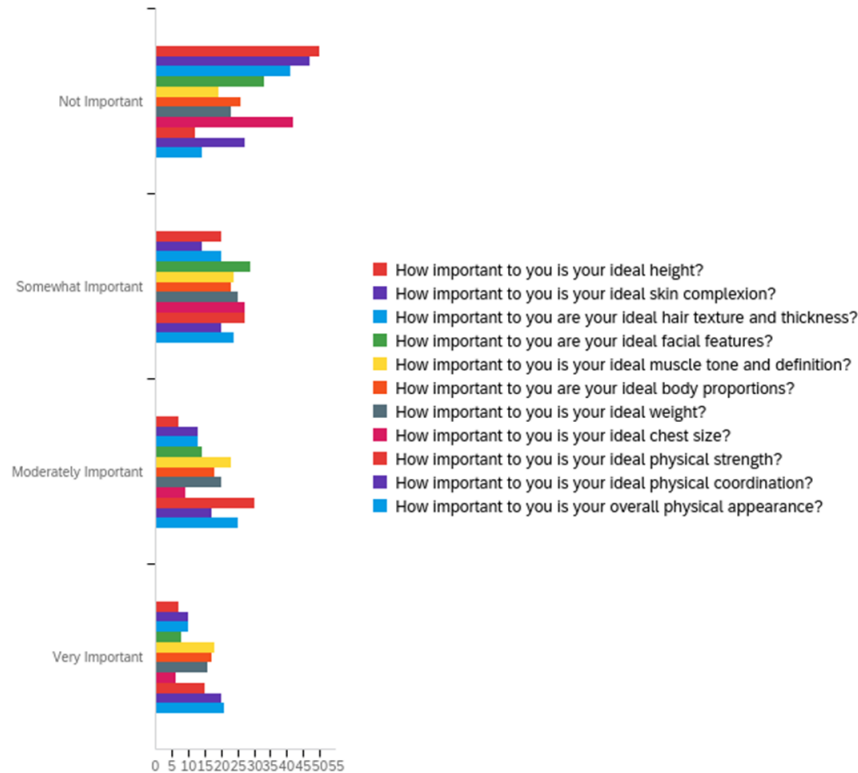 Not Important
Somewhat Important
Moderately Important
Very Important
How important to you is your ideal height?
How important to you is your ideal skin complexion?
How important to you are your ideal hair texture and thickness?
How important to you are your ideal facial features?
How important to you is your ideal muscle tone and definition?
How important to you are your ideal body proportions?
How important to you is your ideal weight?
How important to you is your ideal chest size?
How important to you is your ideal physical strength?
How important to you is your ideal physical coordination?
How important to you is your overall physical appearance?
0 5 10 15 20 25 30 35 40 45 50 55